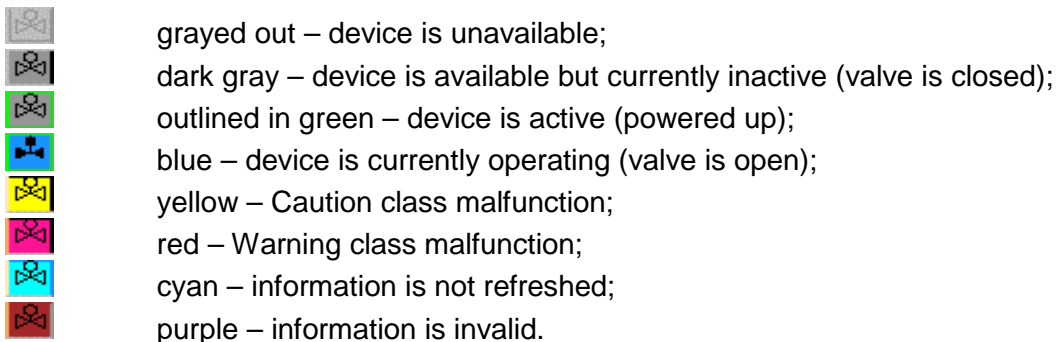 grayed out – device is unavailable;
dark gray – device is available but currently inactive (valve is closed);
outlined in green – device is active (powered up);
blue – device is currently operating (valve is open);
yellow – Caution class malfunction;
red – Warning class malfunction;
cyan – information is not refreshed;
purple – information is invalid.